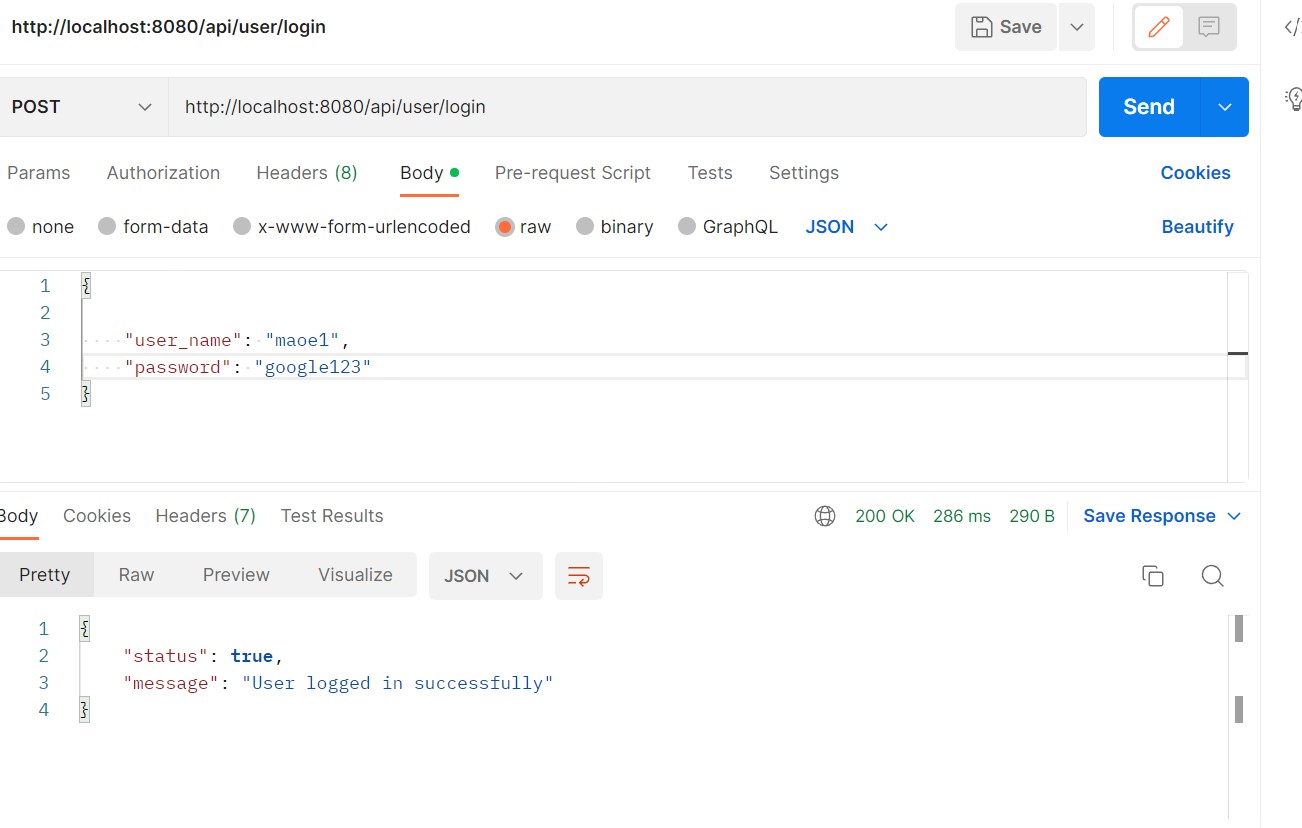 http://localhost:8080/api/user/login
Save
POST
http://localhost:8080/api/user/login
Send
Params Authorization Headers (8) Body Pre-request Script Tests Settings Cookies
none form-data x-www-form-urlencoded raw binary GraphQL JSON Beautify
1 {
2
3 "user_name": "maoe1",
4 "password": "google123"
5 }
Body Cookies Headers (7) Test Results 200 OK 286 ms 290 B Save Response
Pretty Raw Preview Visualize JSON
1 {
2 "status": true,
3 "message": "User logged in successfully"
4 }